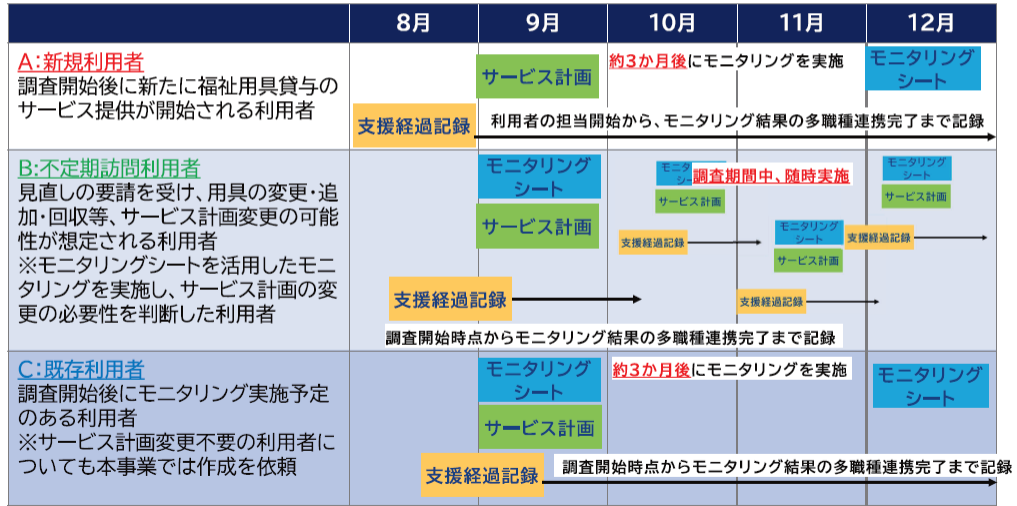 8月
9月
10月
11月
12月
A:新規利用者
調査開始後に新たに福祉用具貸与の
サービス提供が開始される利用者
サービス計画
約3か月後にモニタリングを実施
モニタリング
シート
支援経過記録
利用者の担当開始から、モニタリング結果の多職種連携完了まで記録
B:不定期訪問利用者
見直しの要請を受け、用具の変更・追
加・回収等、サービス計画変更の可能
性が想定される利用者
※モニタリングシートを活用したモニ
タリングを実施し、サービス計画の変
更の必要性を判断した利用者
モニタリング
シート
サービス計画
支援経過記録
モニタリング
シート
調査期間中、随時実施
サービス計画
支援経過記録
モニタリング
シート
サービス計画
支援経過記録
モニタリング
シート
サービス計画
支援経過記録
調査開始時点からモニタリング結果の多職種連携完了まで記録
C:既存利用者
調査開始後にモニタリング実施予定
のある利用者
※サービス計画変更不要の利用者に
ついても本事業では作成を依頼
モニタリング
シート
サービス計画
約3か月後にモニタリングを実施
モニタリング
シート
支援経過記録
調査開始時点からモニタリング結果の多職種連携完了まで記録